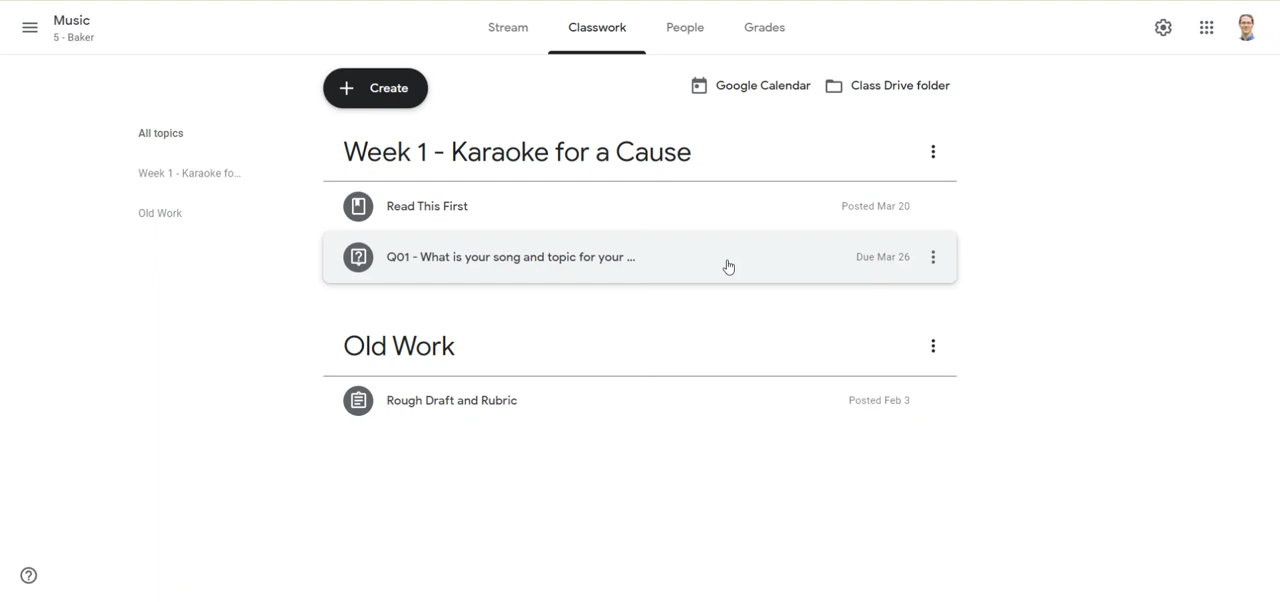 Music
5 - Baker
Stream
Classwork
People
Grades
Create
Google Calendar
Class Drive folder
All topics
Week 1 - Karaoke fo...
Old Work
Week 1 - Karaoke for a Cause
Read This First
Posted Mar 20
Q01 - What is your song and topic for your ...
Due Mar 26
Old Work
Rough Draft and Rubric
Posted Feb 3